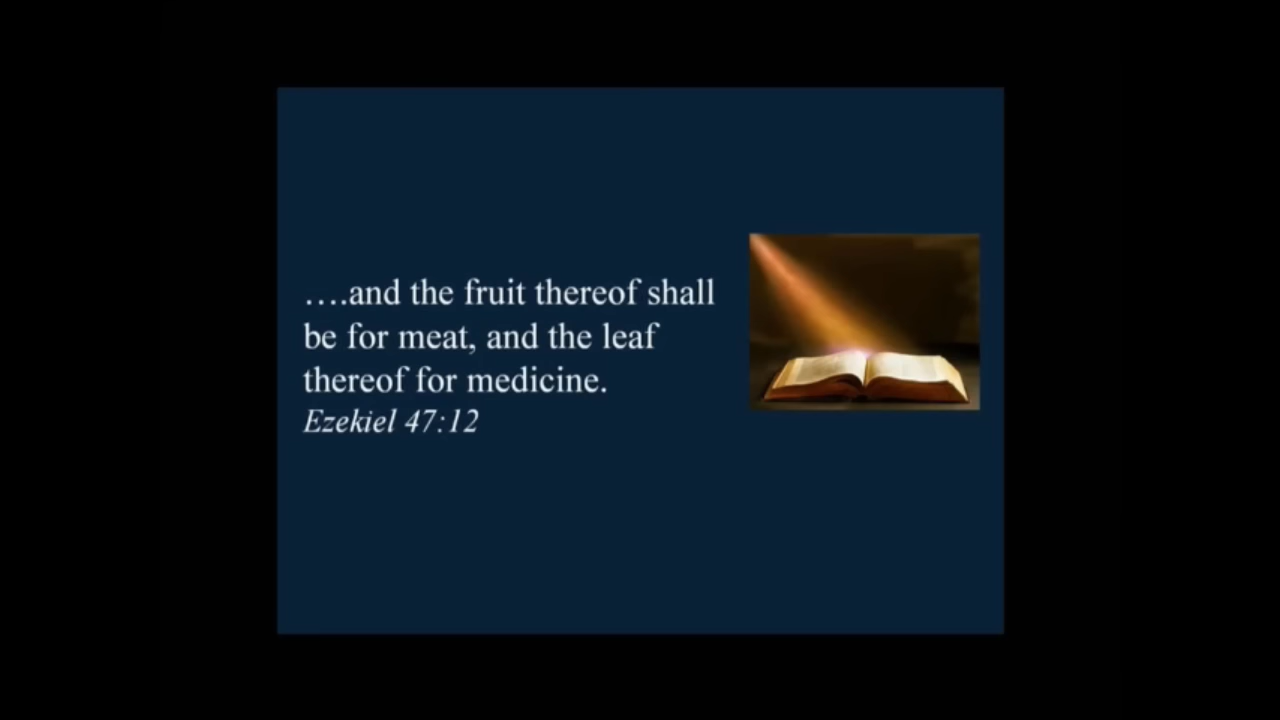 ….and the fruit thereof shall
be for meat, and the leaf
thereof for medicine.
Ezekiel 47:12